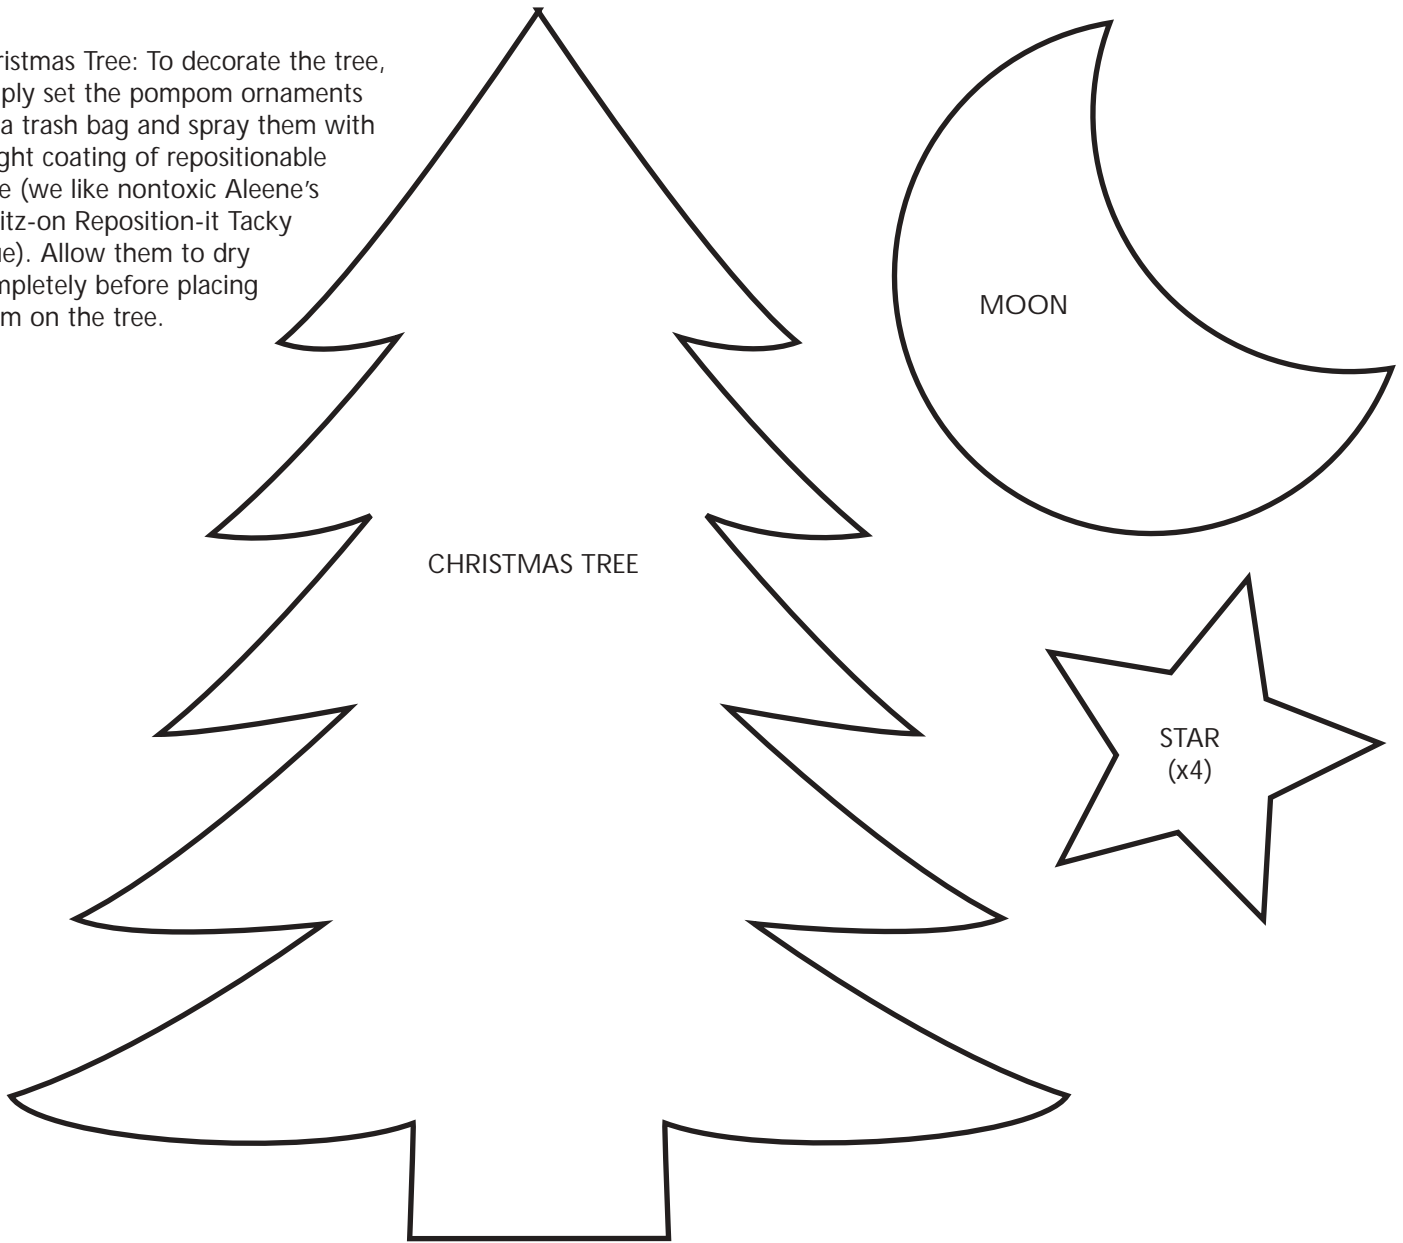 ristmas Tree: To decorate the tree,
ply set the pompom ornaments
a trash bag and spray them with
ght coating of repositionable
e (we like nontoxic Aleene's
itz-on Reposition-it Tacky
ue). Allow them to dry
mpletely before placing
m on the tree.
MOON
CHRISTMAS TREE
STAR
(x4)